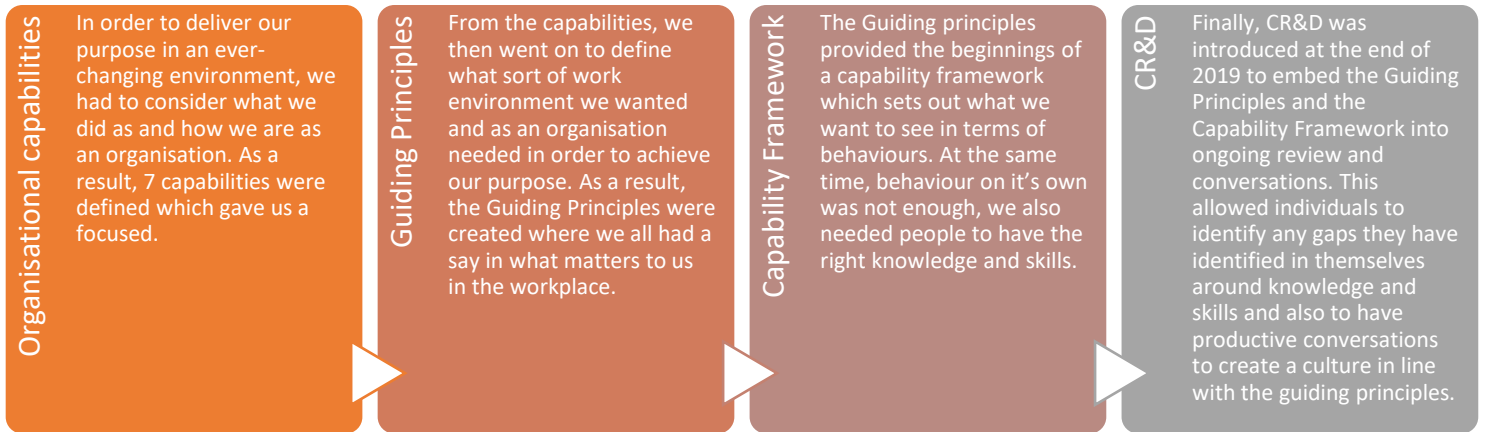 Organisational capabilities
In order to deliver our
purpose in an ever-
changing environment, we
had to consider what we
did as and how we are as
an organisation. As a
result, 7 capabilities were
defined which gave us a
focused.
Guiding Principles
From the capabilities, we
then went on to define
what sort of work
environment we wanted
and as an organisation
needed in order to achieve
our purpose. As a result,
the Guiding Principles were
created where we all had a
say in what matters to us
in the workplace.
Capability Framework
The Guiding principles
provided the beginnings of
a capability framework
which sets out what we
want to see in terms of
behaviours. At the same
time, behaviour on it's own
was not enough, we also
needed people to have the
right knowledge and skills.
CR&D
Finally, CR&D was
introduced at the end of
2019 to embed the Guiding
Principles and the
Capability Framework into
ongoing review and
conversations. This
allowed individuals to
identify any gaps they have
identified in themselves
around knowledge and
skills and also to have
productive conversations
to create a culture in line
with the guiding principles.